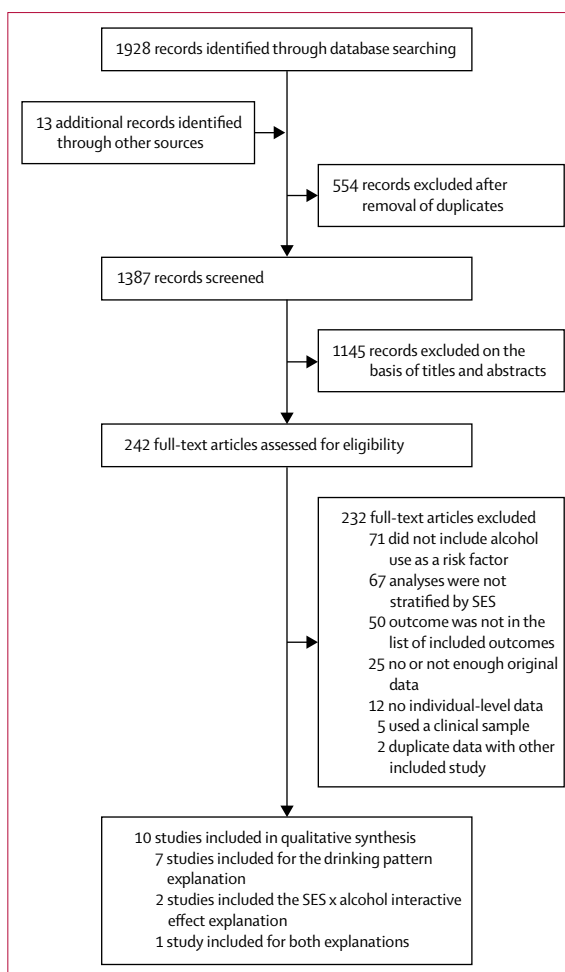 1928 records identified through database searching
13 additional records identified
through other sources
554 records excluded after
removal of duplicates
1387 records screened
1145 records excluded on the
basis of titles and abstracts
242 full-text articles assessed for eligibility
232 full-text articles excluded
71 did not include alcohol
use as a risk factor
67 analyses were not
stratified by SES
50 outcome was not in the
list of included outcomes
25 no or not enough original
data
12 no individual-level data
5 used a clinical sample
2 duplicate data with other
included study
10 studies included in qualitative synthesis
7 studies included for the drinking pattern
explanation
2 studies included the SES x alcohol interactive
effect explanation
1 study included for both explanations